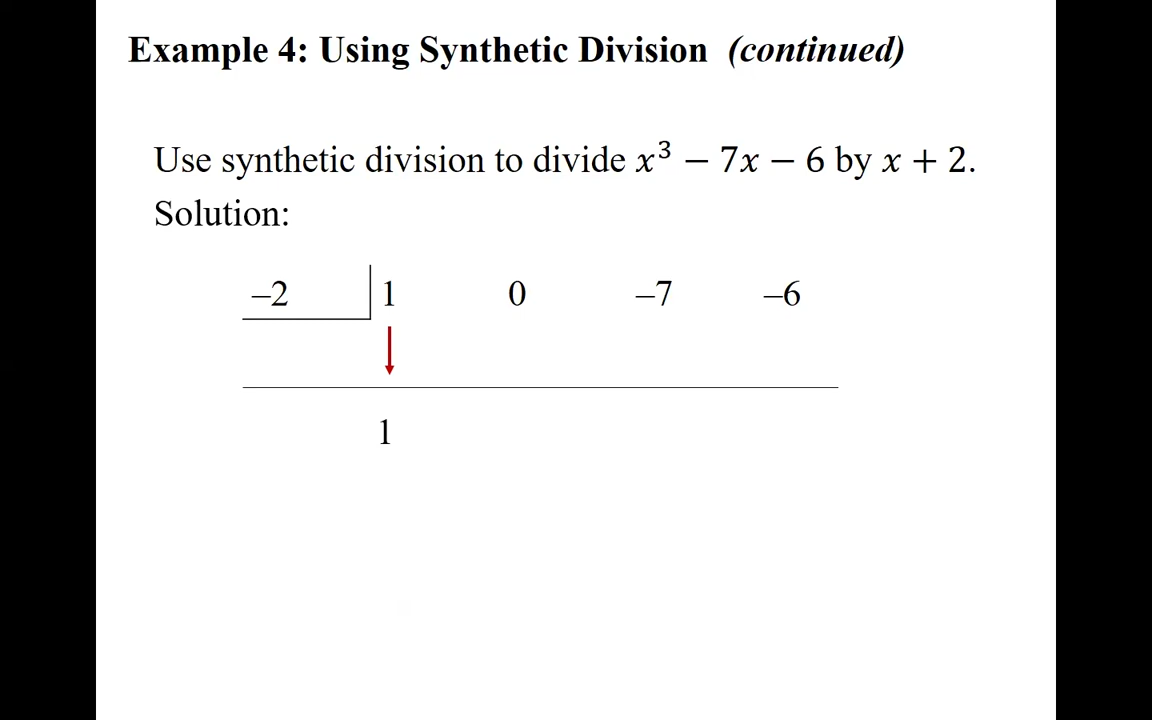 Example 4: Using Synthetic Division (continued)
Use synthetic division to divide x³ − 7x − 6 by x + 2.
Solution:
–2 1 0 –7 –6
1